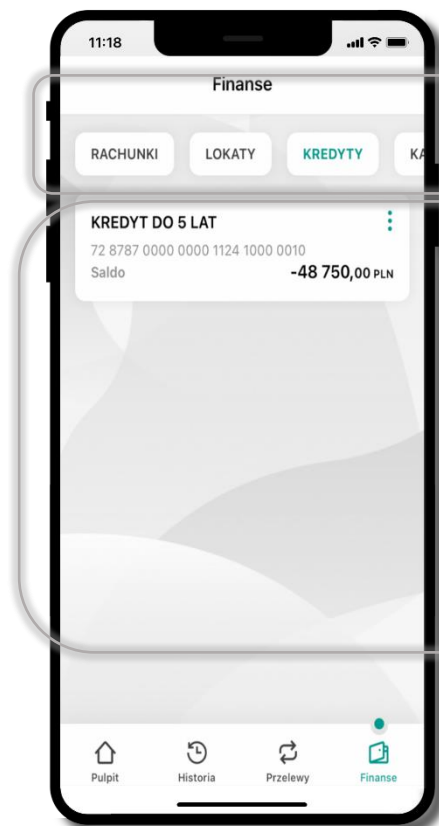 11:18
Finanse
RACHUNKI LOKATY KREDYTY KA
KREDYT DO 5 LAT
72 8787 0000 0000 1124 1000 0010
Saldo -48 750,00 PLN
Pulpit Historia Przelewy Finanse